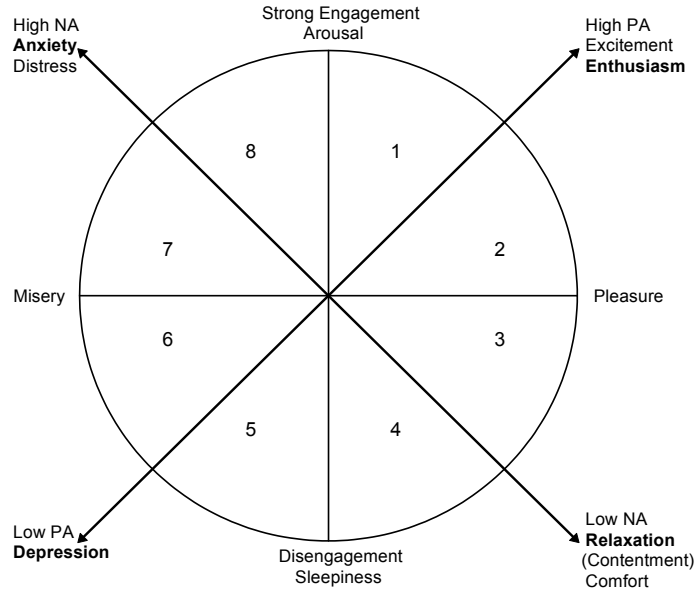 High NA
Anxiety
Distress
Strong Engagement
Arousal
High PA
Excitement
Enthusiasm
8
1
7
2
Misery
Pleasure
6
3
5
4
Low PA
Depression
Disengagement
Sleepiness
Low NA
Relaxation
(Contentment)
Comfort